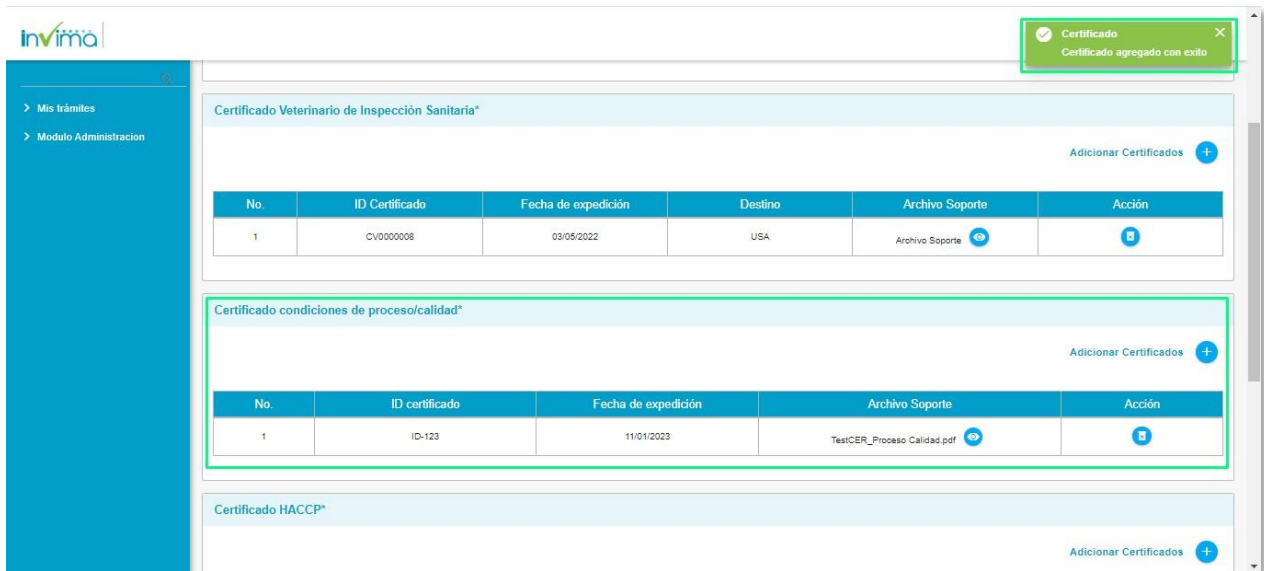 invima
Certificado
Certificado agregado con exito
Mis trámites
Modulo Administracion
Certificado Veterinario de Inspección Sanitaria*
Adicionar Certificados
No. ID Certificado Fecha de expedición Destino Archivo Soporte Acción
1 CV0000008 03/05/2022 USA Archivo Soporte
Certificado condiciones de proceso/calidad*
Adicionar Certificados
No. ID certificado Fecha de expedición Archivo Soporte Acción
1 ID-123 11/01/2023 TestCER_Proceso Calidad.pdf
Certificado HACCP*
Adicionar Certificados